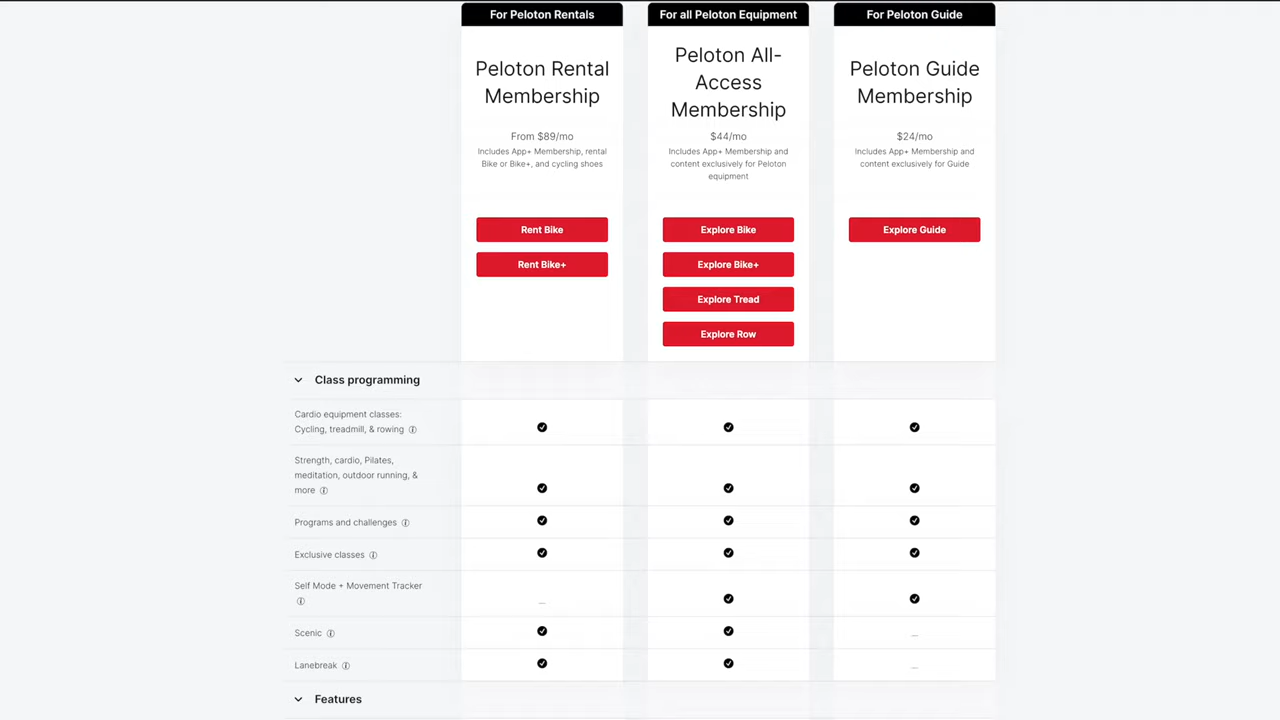 For Peloton Rentals
For all Peloton Equipment
For Peloton Guide
Peloton Rental
Membership
From $89/mo
Includes App+ Membership, rental
Bike or Bike+, and cycling shoes
Rent Bike
Rent Bike+
Peloton All-
Access
Membership
$44/mo
Includes App+ Membership and
content exclusively for Peloton
equipment
Explore Bike
Explore Bike+
Explore Tread
Explore Row
Peloton Guide
Membership
$24/mo
Includes App+ Membership and
content exclusively for Guide
Explore Guide
Class programming
Cardio equipment classes:
Cycling, treadmill, & rowing
Strength, cardio, Pilates,
meditation, outdoor running, &
more
Programs and challenges
Exclusive classes
Self Mode + Movement Tracker
Scenic
Lanebreak
Features